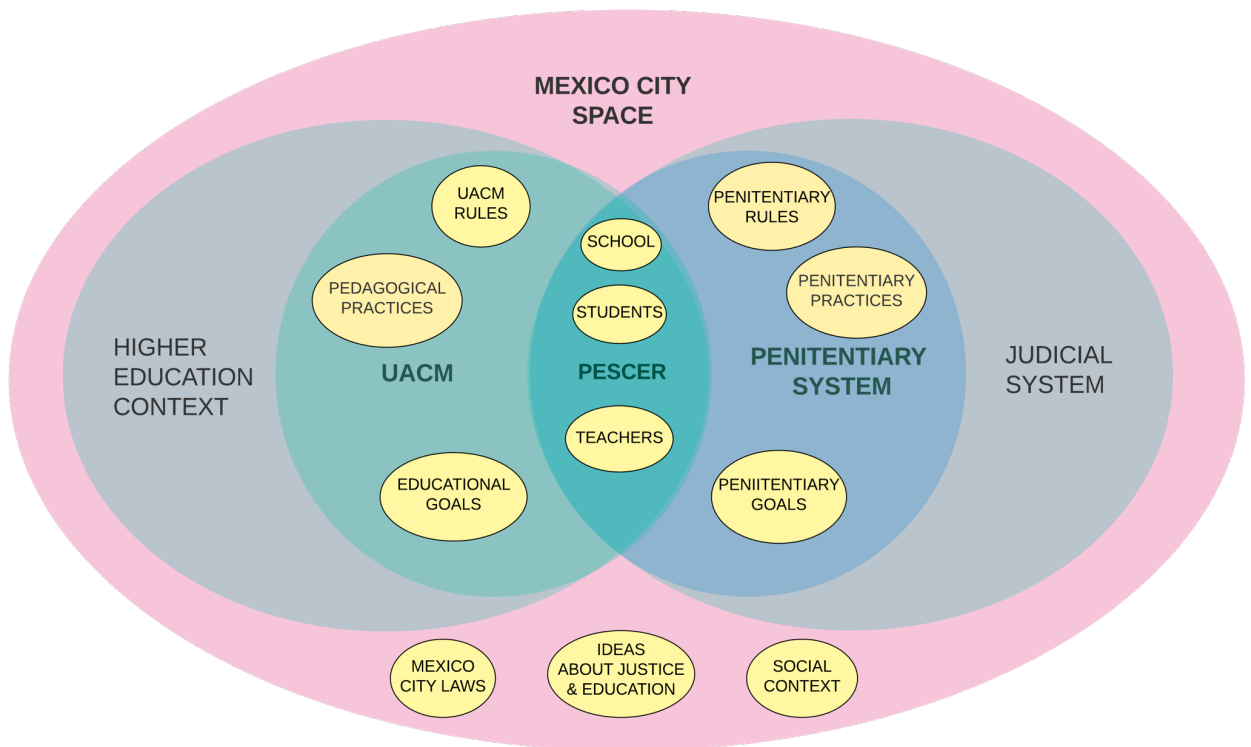 MEXICO CITY
SPACE
UACM
RULES
PEDAGOGICAL
PRACTICES
HIGHER
EDUCATION
CONTEXT
UACM
EDUCATIONAL
GOALS
SCHOOL
STUDENTS
PESCER
TEACHERS
PENITENTIARY
RULES
PENITENTIARY
PRACTICES
PENITENTIARY
SYSTEM
PENIITENTIARY
GOALS
JUDICIAL
SYSTEM
MEXICO
CITY LAWS
IDEAS
ABOUT JUSTICE
& EDUCATION
SOCIAL
CONTEXT